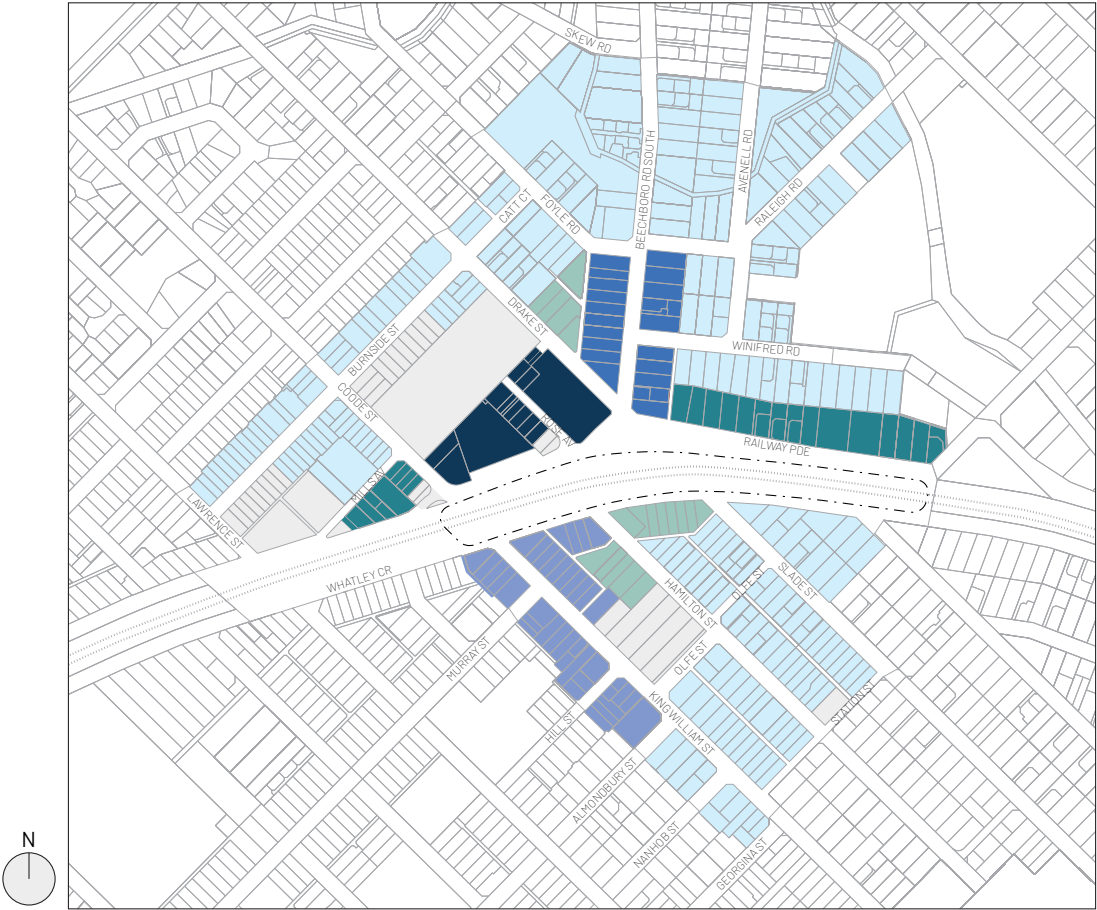 SKEW RD
BEECHBORO RD SOUTH
AVENELL RD
RALEIGH RD
CATT CT
FOYLE RD
DRAKE ST
BURNSIDE ST
WINIFRED RD
COODE ST
ROSE AV
RAILWAY PDE
MILLS AV
LAWRENCE ST
WHATLEY CR
SLADE ST
OLFE ST
HAMILTON ST
MURRAY ST
OLFE ST
STATION ST
KING WILLIAM ST
HILL ST
ALMONDBURY ST
NANHOB ST
GEORGINA ST
N